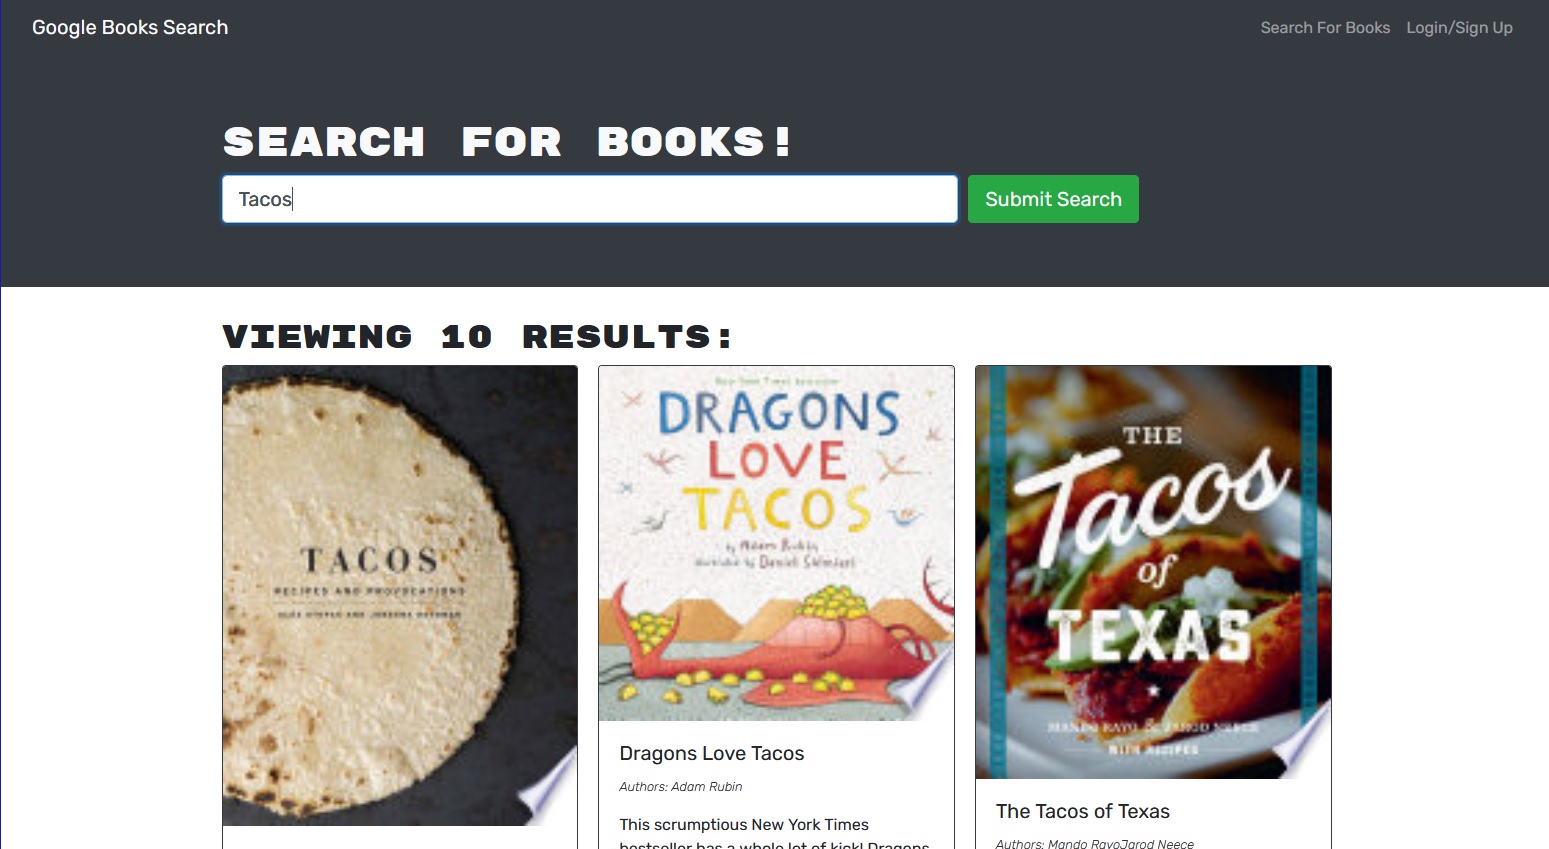 Google Books Search
Search For Books Login/Sign Up
SEARCH FOR BOOKS!
Tacos
Submit Search
VIEWING 10 RESULTS:
TACOS
RECIPES AND PROVOCATIONS
New York Times bestseller
DRAGONS
LOVE
TACOS
by Adam Rubin
illustrated by Daniel Salmieri
Dragons Love Tacos
Authors: Adam Rubin
This scrumptious New York Times
bestseller has a whole lot of kick! Dragons
THE
Tacos
of
TEXAS
MANDO RAYO & JAROD NEECE
WITH RECIPES
The Tacos of Texas
Authors: Mando RayoJarod Neece